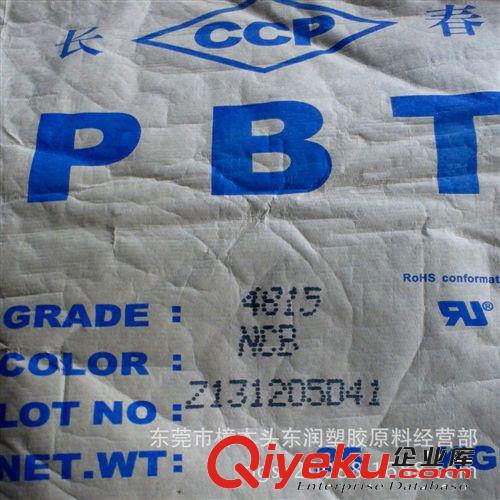 长 CCP 春
PBT
RoHS conformat
GRADE : 4815
COLOR : NCB
LOT NO : Z131205041
东莞市樟木头东润塑胶原料经营部
NET.WT:
Qiyeku.com 企业库
Enterprise Database